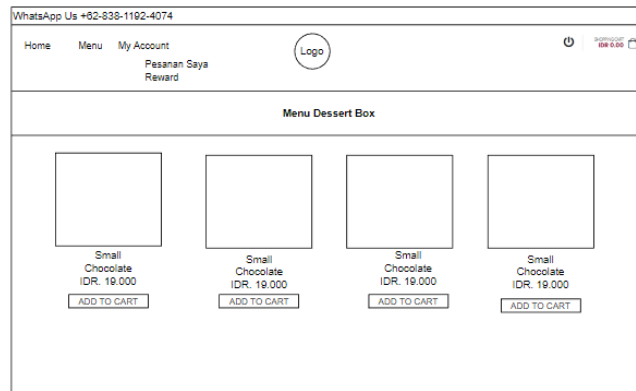 WhatsApp Us +62-838-1192-4074
Home Menu My Account
Pesanan Saya
Reward
Logo
SHOPPING CART
IDR 0.00
Menu Dessert Box
Small
Chocolate
IDR. 19.000
ADD TO CART
Small
Chocolate
IDR. 19.000
ADD TO CART
Small
Chocolate
IDR. 19.000
ADD TO CART
Small
Chocolate
IDR. 19.000
ADD TO CART